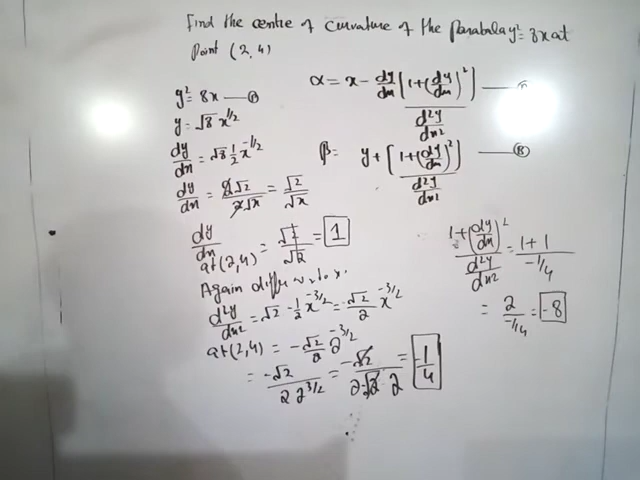 Find the centre of curvature of the Parabala y² = 8x at
Point (2,4)
y² = 8x — ①
y = √8 x^1/2
dy/dx = √8 1/2 x^-1/2
dy/dx = 2√2/2√x = √2/√x
dy/dx at (2,4) = √2/√2 = 1
Again diff w.r.to x.
d²y/dx² = √2 -1/2 x^-3/2 = -√2/2 x^-3/2
at (2,4) = -√2/2 2^-3/2
= -√2/2 2^3/2 = -√2/2·√2 2 = -1/4
α = x - dy/dx [1+(dy/dx)²]/d²y/dx²
β = y + [1+(dy/dx)²]/d²y/dx² —
1+(dy/dx)²/d²y/dx² = 1+1/-1/4
= 2/-1/4 = -8